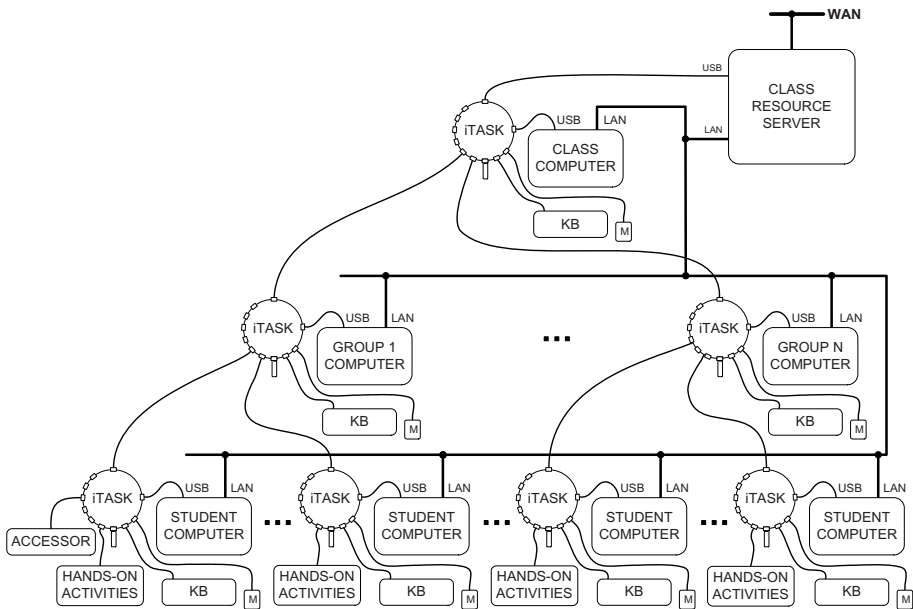 WAN
USB
CLASS
RESOURCE
SERVER
LAN
iTASK
USB
LAN
CLASS
COMPUTER
KB
M
iTASK
USB
LAN
GROUP 1
COMPUTER
KB
M
...
iTASK
USB
LAN
GROUP N
COMPUTER
KB
M
iTASK
USB
LAN
STUDENT
COMPUTER
ACCESSOR
HANDS-ON
ACTIVITIES
KB
M
...
iTASK
USB
LAN
STUDENT
COMPUTER
HANDS-ON
ACTIVITIES
KB
M
...
iTASK
USB
LAN
STUDENT
COMPUTER
HANDS-ON
ACTIVITIES
KB
M
...
iTASK
USB
LAN
STUDENT
COMPUTER
HANDS-ON
ACTIVITIES
KB
M